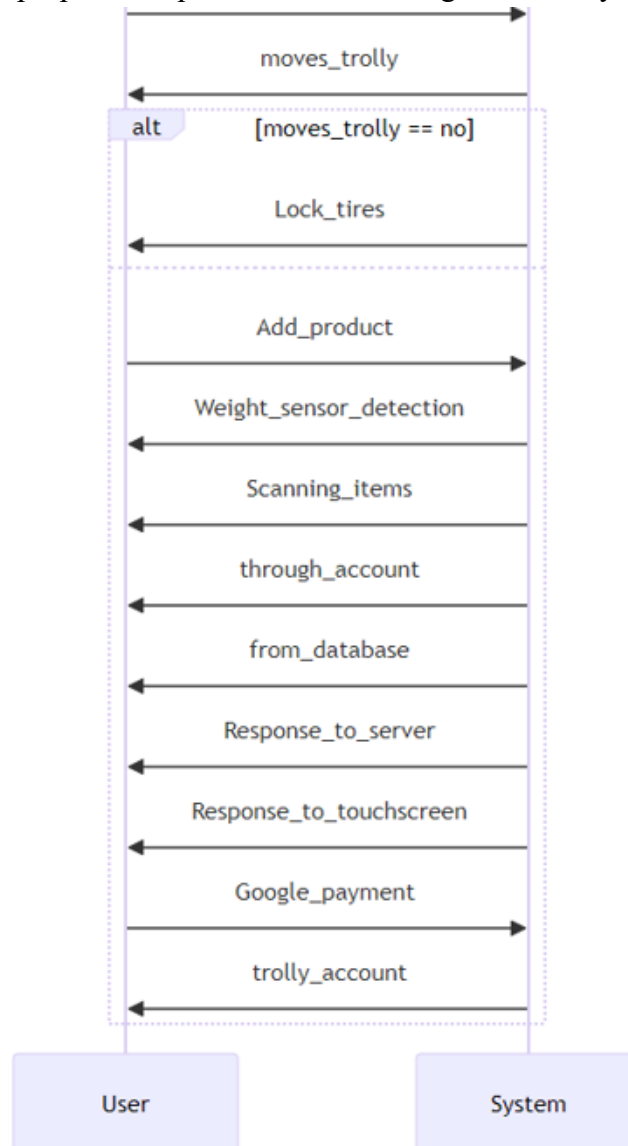 moves_trolly
alt [moves_trolly == no]
Lock_tires
Add_product
Weight_sensor_detection
Scanning_items
through_account
from_database
Response_to_server
Response_to_touchscreen
Google_payment
trolly_account
User System